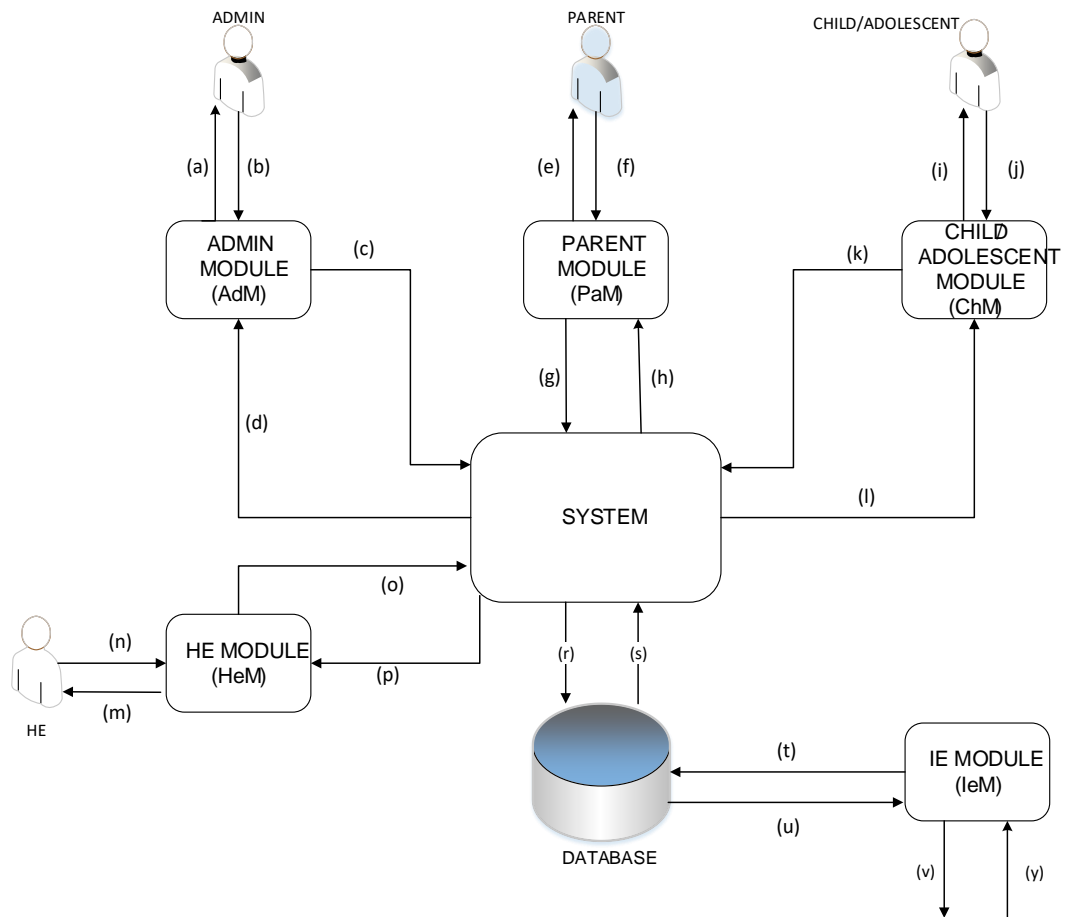 ADMIN
PARENT
CHILD/ADOLESCENT
(a)
(b)
(e)
(f)
(i)
(j)
ADMIN
MODULE
(AdM)
(c)
PARENT
MODULE
(PaM)
(k)
CHILD/
ADOLESCENT
MODULE
(ChM)
(d)
(g)
(h)
SYSTEM
(l)
(o)
(n)
HE MODULE
(HeM)
(p)
(m)
HE
(r)
(s)
(t)
IE MODULE
(IeM)
(u)
DATABASE
(v)
(y)